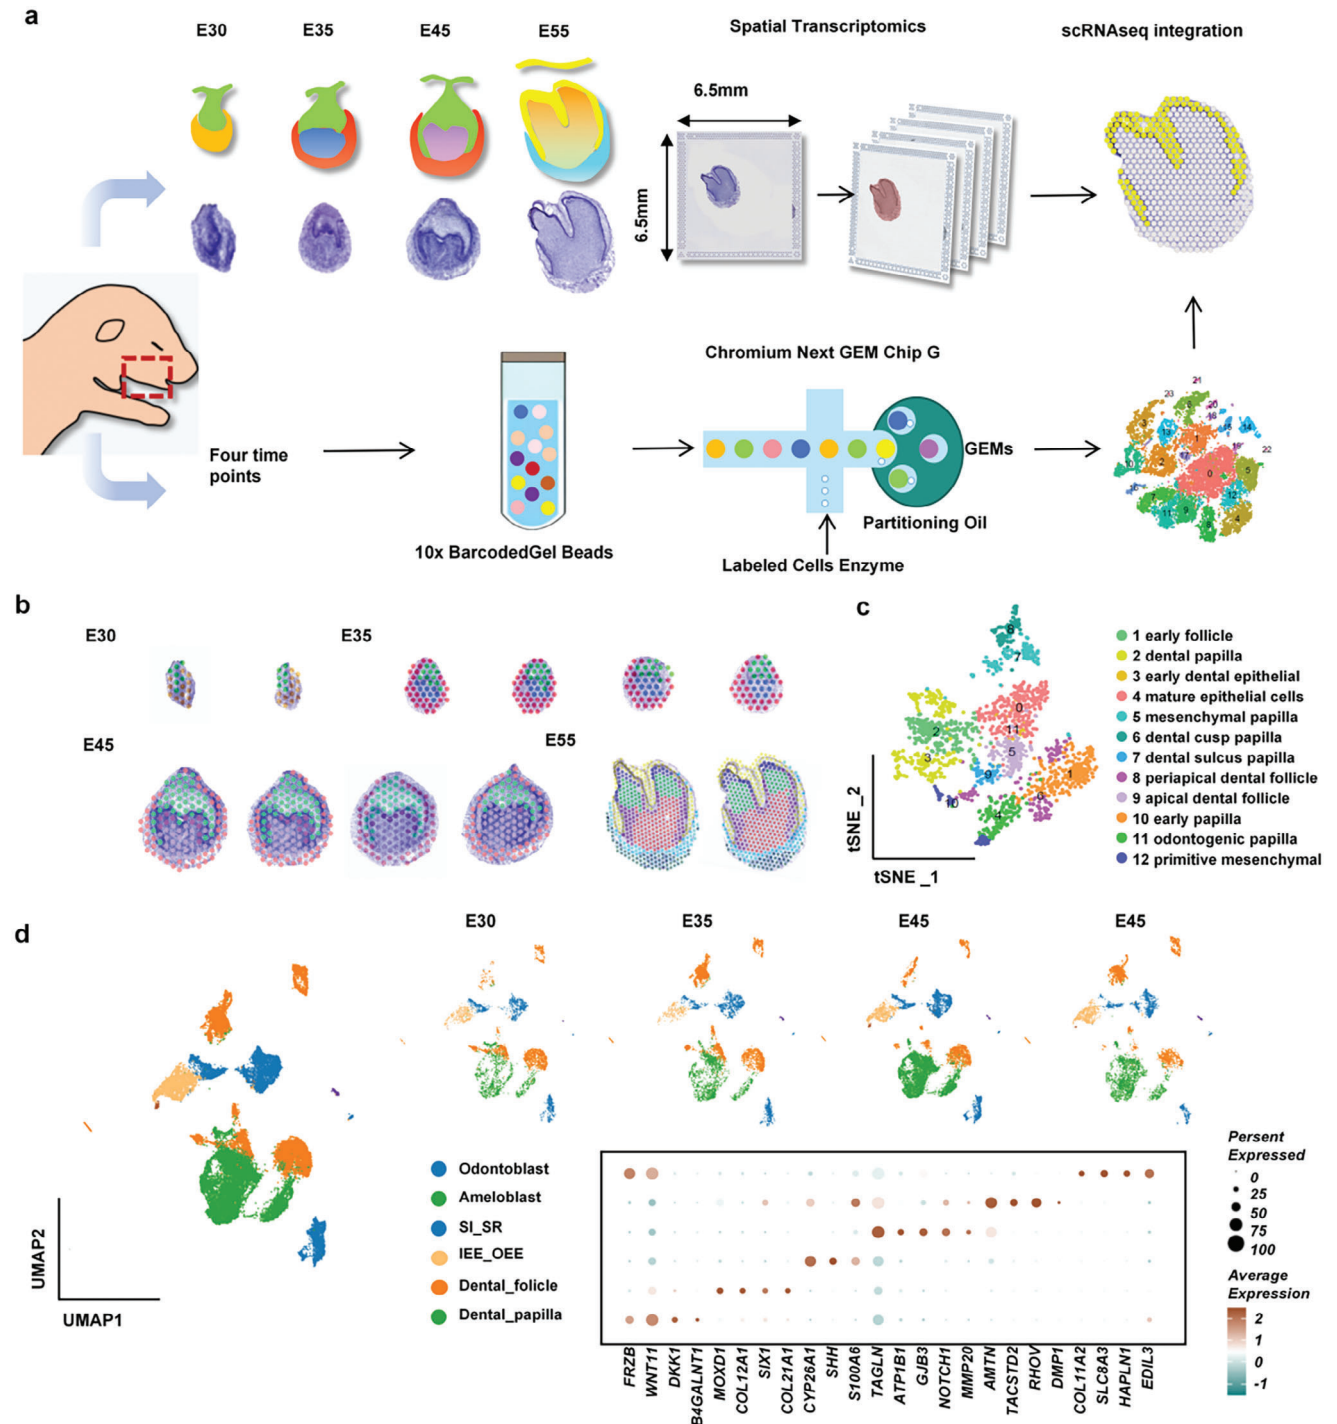 a
E30
E35
E45
E55
Spatial Transcriptomics
scRNAseq integration
6.5mm
6.5mm
Four time
points
10x BarcodedGel Beads
Chromium Next GEM Chip G
GEMs
Partitioning Oil
Labeled Cells Enzyme
b
E30
E35
E45
E55
c
tSNE _2
tSNE _1
1 early follicle
2 dental papilla
3 early dental epithelial
4 mature epithelial cells
5 mesenchymal papilla
6 dental cusp papilla
7 dental sulcus papilla
8 periapical dental follicle
9 apical dental follicle
10 early papilla
11 odontogenic papilla
12 primitive mesenchymal
d
E30
E35
E45
E45
UMAP2
UMAP1
Odontoblast
Ameloblast
SI_SR
IEE_OEE
Dental_folicle
Dental_papilla
FRZB
WNT11
DKK1
B4GALNT1
MOXD1
COL12A1
SIX1
COL21A1
CYP26A1
SHH
S100A6
TAGLN
ATP1B1
GJB3
NOTCH1
MMP20
AMTN
TACSTD2
RHOV
DMP1
COL11A2
SLC8A3
HAPLN1
EDIL3
Percent
Expressed
0
25
50
75
100
Average
Expression
2
1
0
-1